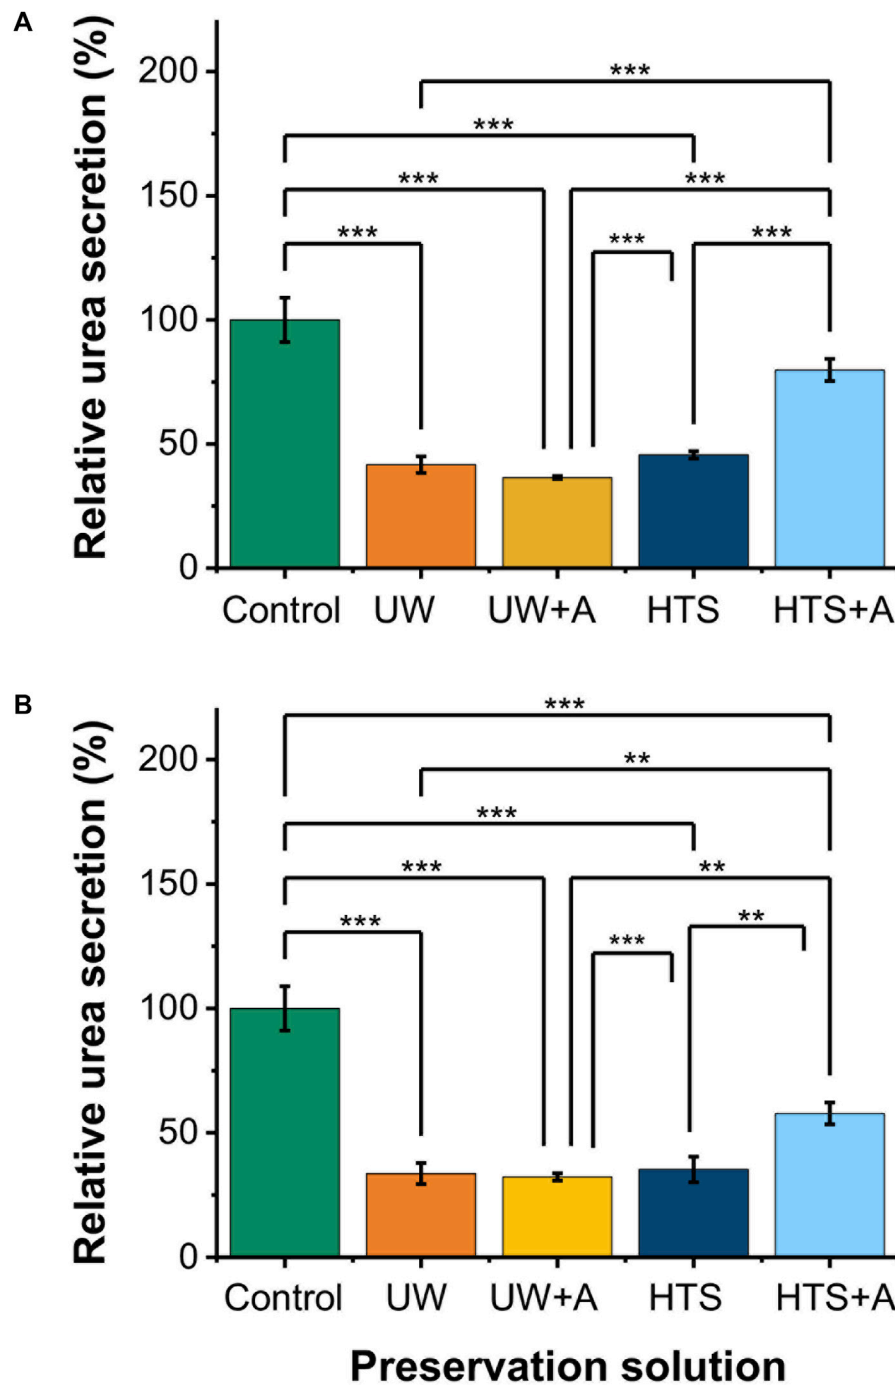 A
Relative urea secretion (%)
200
150
100
50
0
***
***
*** ***
*** *** ***
Control UW UW+A HTS HTS+A
B
Relative urea secretion (%)
200
150
100
50
0
***
**
***
*** **
*** *** **
Control UW UW+A HTS HTS+A
Preservation solution